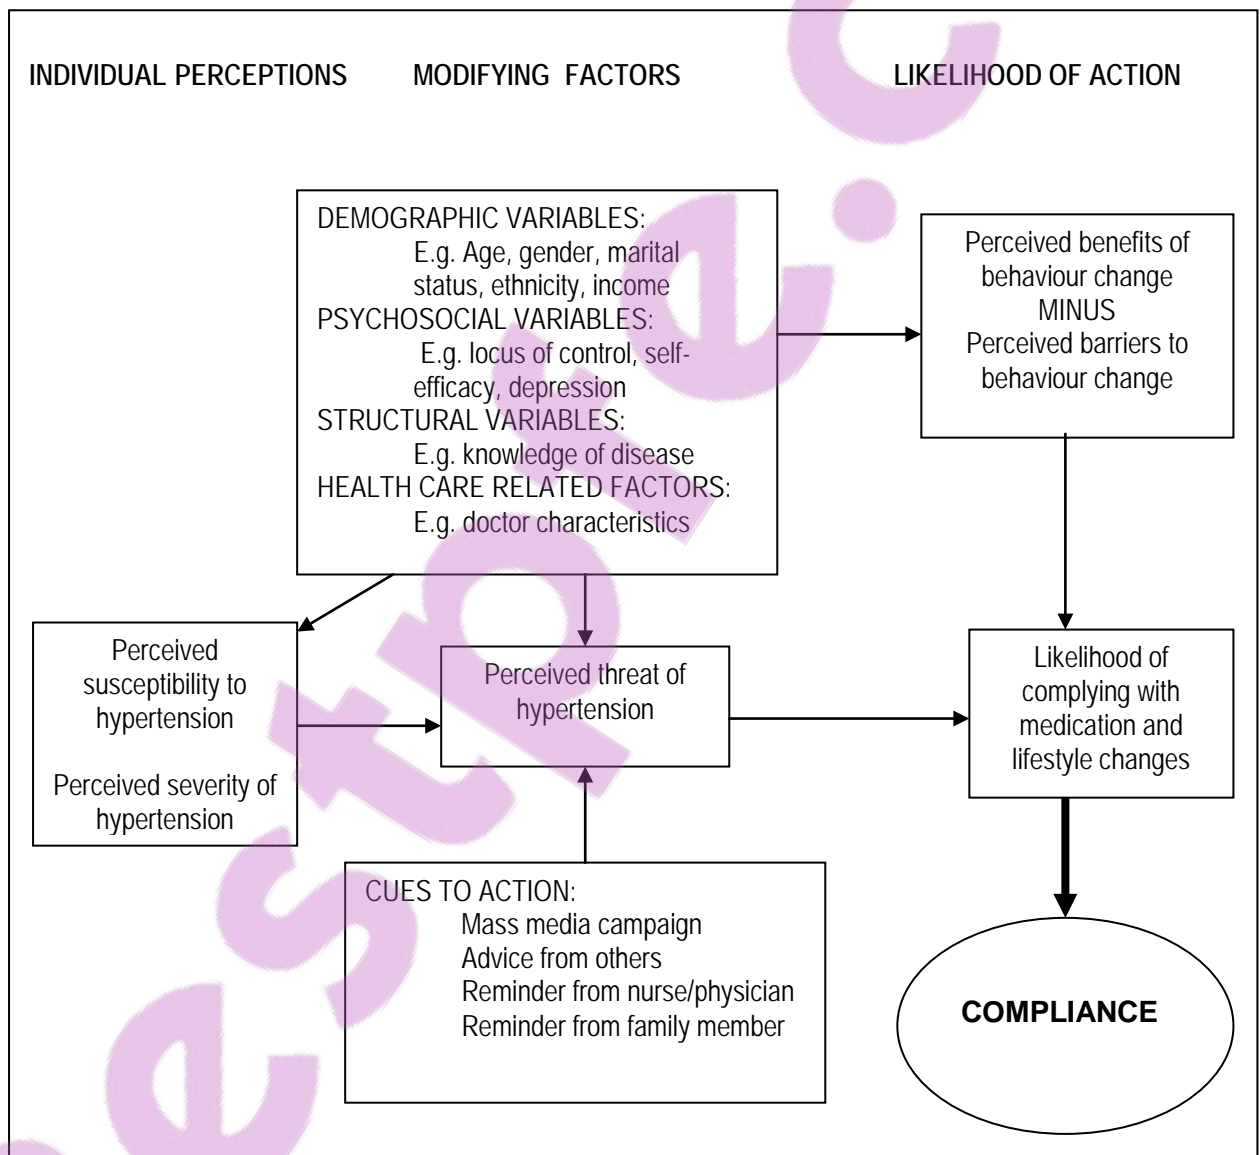 INDIVIDUAL PERCEPTIONS
MODIFYING FACTORS
LIKELIHOOD OF ACTION
DEMOGRAPHIC VARIABLES:
E.g. Age, gender, marital
status, ethnicity, income
PSYCHOSOCIAL VARIABLES:
E.g. locus of control, self-
efficacy, depression
STRUCTURAL VARIABLES:
E.g. knowledge of disease
HEALTH CARE RELATED FACTORS:
E.g. doctor characteristics
Perceived benefits of
behaviour change
MINUS
Perceived barriers to
behaviour change
Perceived
susceptibility to
hypertension
Perceived severity of
hypertension
Perceived threat of
hypertension
Likelihood of
complying with
medication and
lifestyle changes
CUES TO ACTION:
Mass media campaign
Advice from others
Reminder from nurse/physician
Reminder from family member
COMPLIANCE
estpfe.c